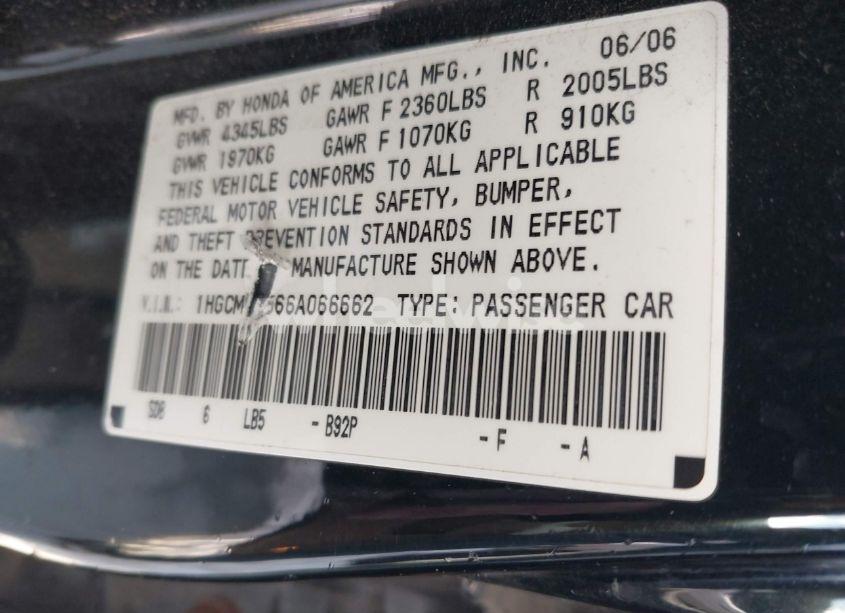 MFD. BY HONDA OF AMERICA MFG., INC. 06/06
GVWR 4345LBS GAWR F 2360LBS R 2005LBS
GVWR 1970KG GAWR F 1070KG R 910KG
THIS VEHICLE CONFORMS TO ALL APPLICABLE
FEDERAL MOTOR VEHICLE SAFETY, BUMPER,
AND THEFT PREVENTION STANDARDS IN EFFECT
ON THE DATE MANUFACTURE SHOWN ABOVE.
V.I.N.: TYPE: PASSENGER CAR
SDB 6 LB5 -B92P -F -A